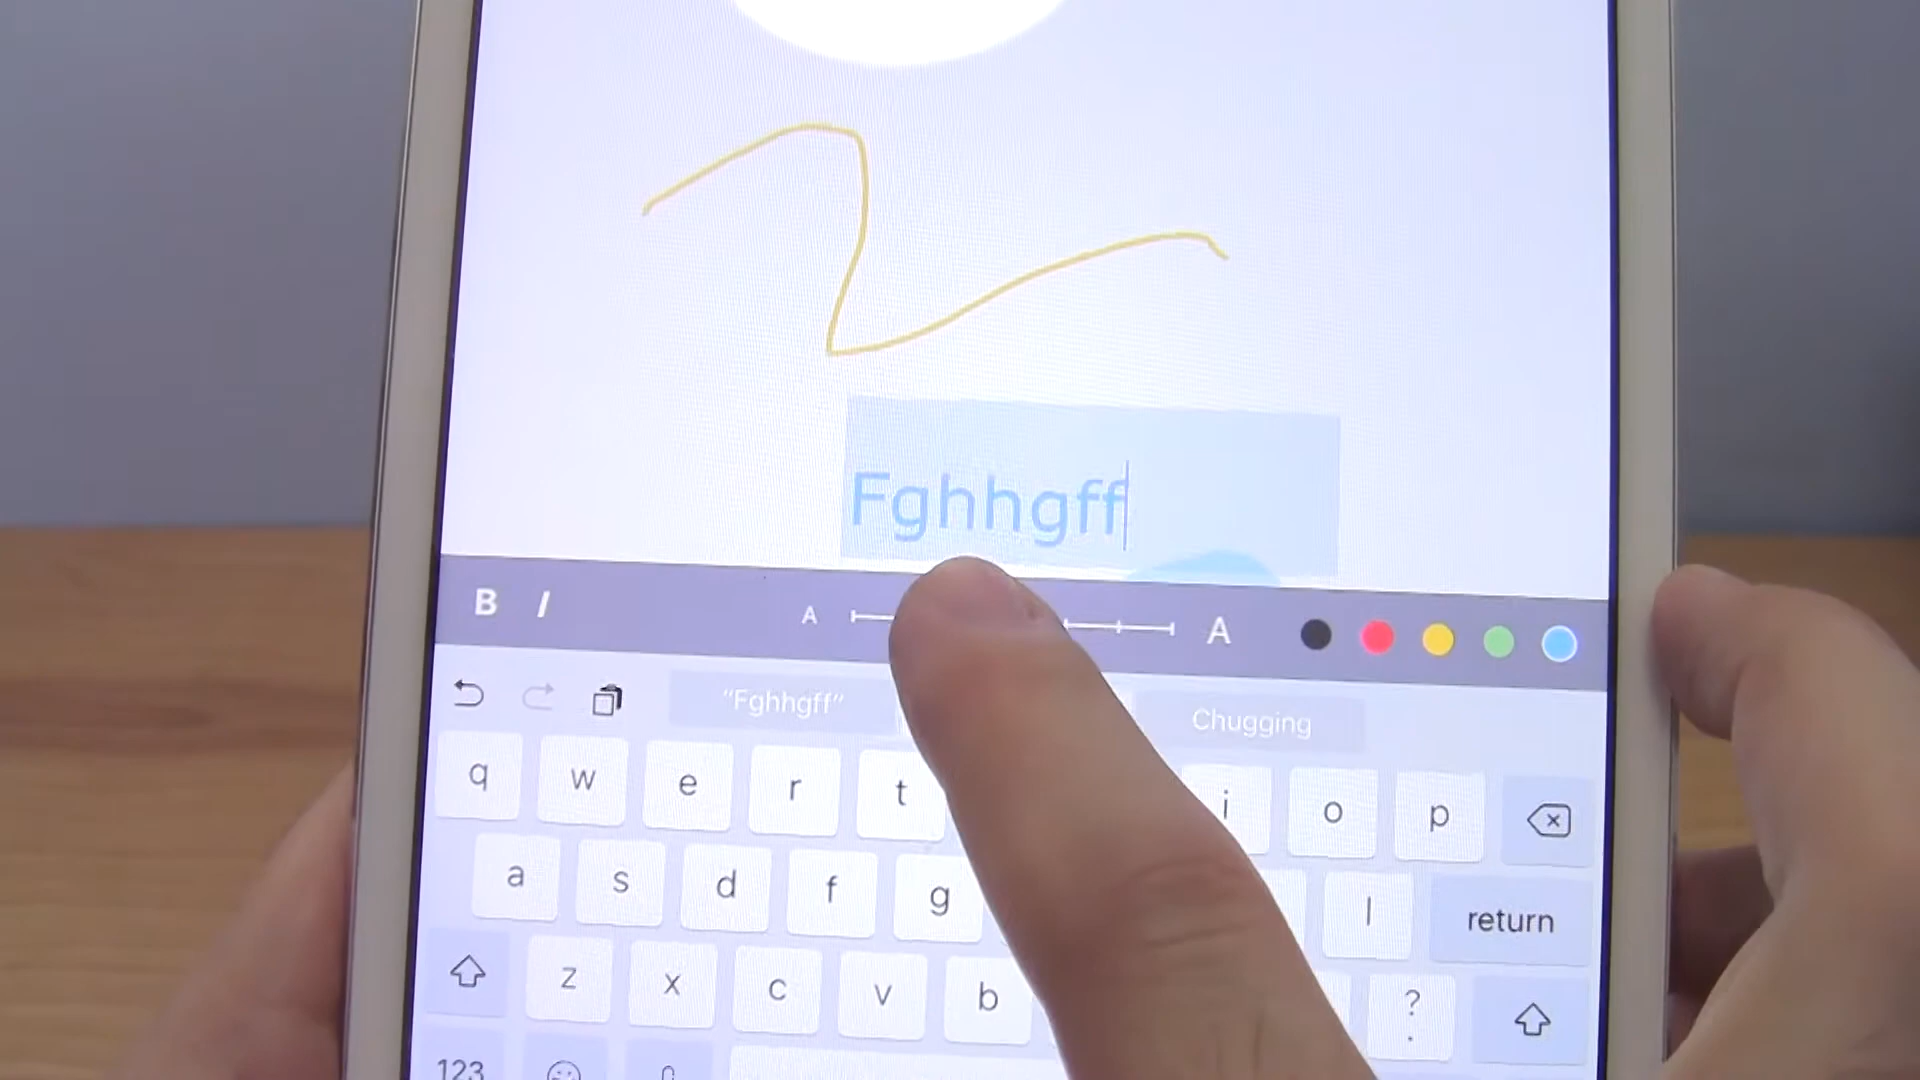 Fghhgff
B I A A
“Fghhgff” Chugging
q w e r t i o p
a s d f g l return
z x c v b ? .
123